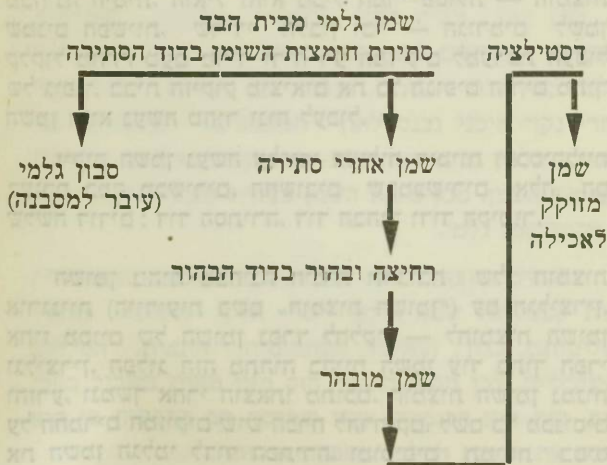 שמן גלמי מבית הבד
סתירת חומצות השומן בדוד הסתירה
דסטילציה
סבון גלמי
(עובר למסבנה)
שמן אחרי סתירה
שמן
מזוקק
לאכילה
רחיצה ובהור בדוד הבהור
שמן מובהר